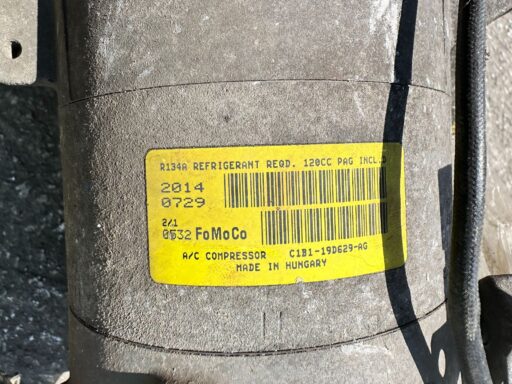 R134A REFRIGERANT REQD. 120CC PAG INCL.D
2014
0729
2/1
0532 FoMoCo
A/C COMPRESSOR C1B1-19D629-AG
MADE IN HUNGARY